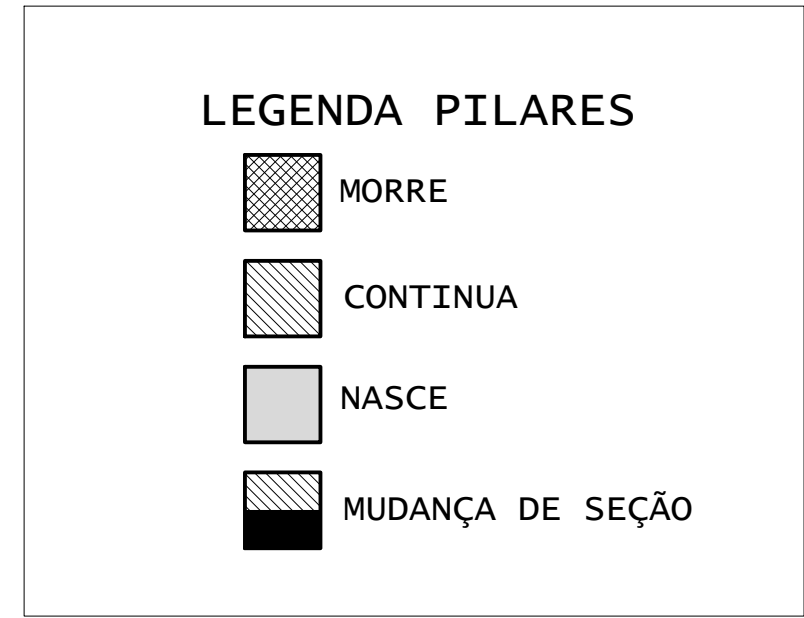 LEGENDA PILARES
MORRE
CONTINUA
NASCE
MUDANÇA DE SEÇÃO